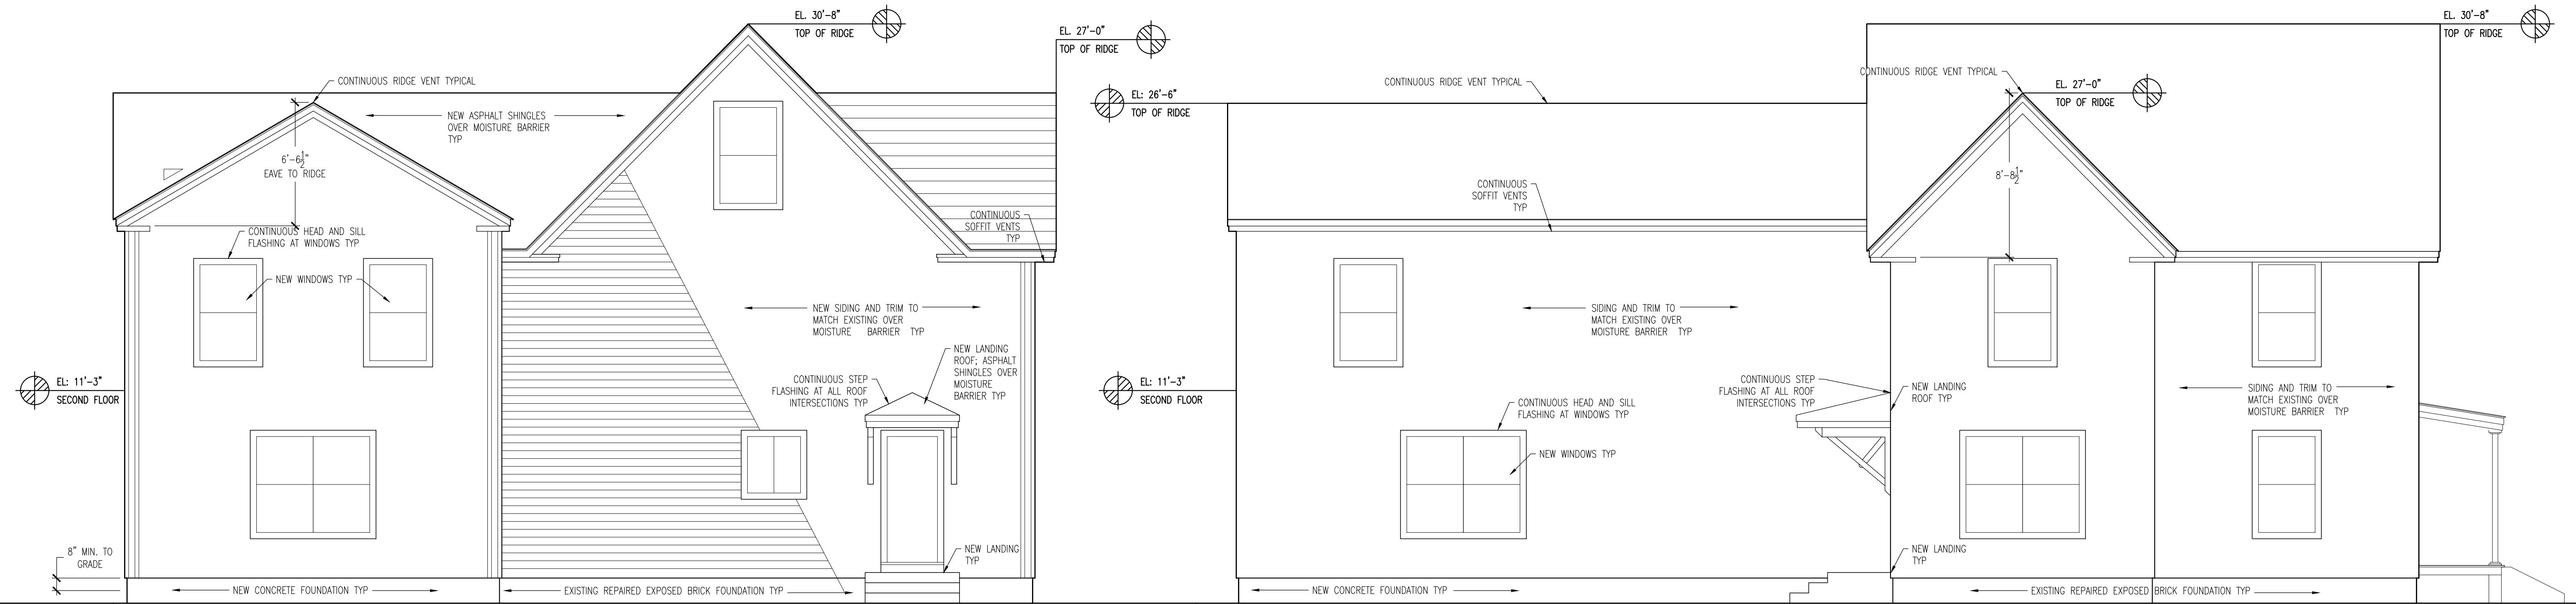 EL. 30'-8"
TOP OF RIDGE
EL. 27'-0"
TOP OF RIDGE
CONTINUOUS RIDGE VENT TYPICAL
NEW ASPHALT SHINGLES
OVER MOISTURE BARRIER
TYP
6'-6 1/2"
EAVE TO RIDGE
CONTINUOUS HEAD AND SILL
FLASHING AT WINDOWS TYP
NEW WINDOWS TYP
CONTINUOUS
SOFFIT VENTS
TYP
NEW SIDING AND TRIM TO
MATCH EXISTING OVER
MOISTURE BARRIER TYP
NEW LANDING
ROOF; ASPHALT
SHINGLES OVER
MOISTURE
BARRIER TYP
CONTINUOUS STEP
FLASHING AT ALL ROOF
INTERSECTIONS TYP
EL: 11'-3"
SECOND FLOOR
8" MIN. TO
GRADE
NEW LANDING
TYP
NEW CONCRETE FOUNDATION TYP
EXISTING REPAIRED EXPOSED BRICK FOUNDATION TYP
EL. 30'-8"
TOP OF RIDGE
CONTINUOUS RIDGE VENT TYPICAL
CONTINUOUS RIDGE VENT TYPICAL
EL. 27'-0"
TOP OF RIDGE
EL: 26'-6"
TOP OF RIDGE
8'-8 1/2"
CONTINUOUS
SOFFIT VENTS
TYP
SIDING AND TRIM TO
MATCH EXISTING OVER
MOISTURE BARRIER TYP
EL: 11'-3"
SECOND FLOOR
CONTINUOUS STEP
FLASHING AT ALL ROOF
INTERSECTIONS TYP
NEW LANDING
ROOF TYP
SIDING AND TRIM TO
MATCH EXISTING OVER
MOISTURE BARRIER TYP
CONTINUOUS HEAD AND SILL
FLASHING AT WINDOWS TYP
NEW WINDOWS TYP
NEW LANDING
TYP
NEW CONCRETE FOUNDATION TYP
EXISTING REPAIRED EXPOSED BRICK FOUNDATION TYP